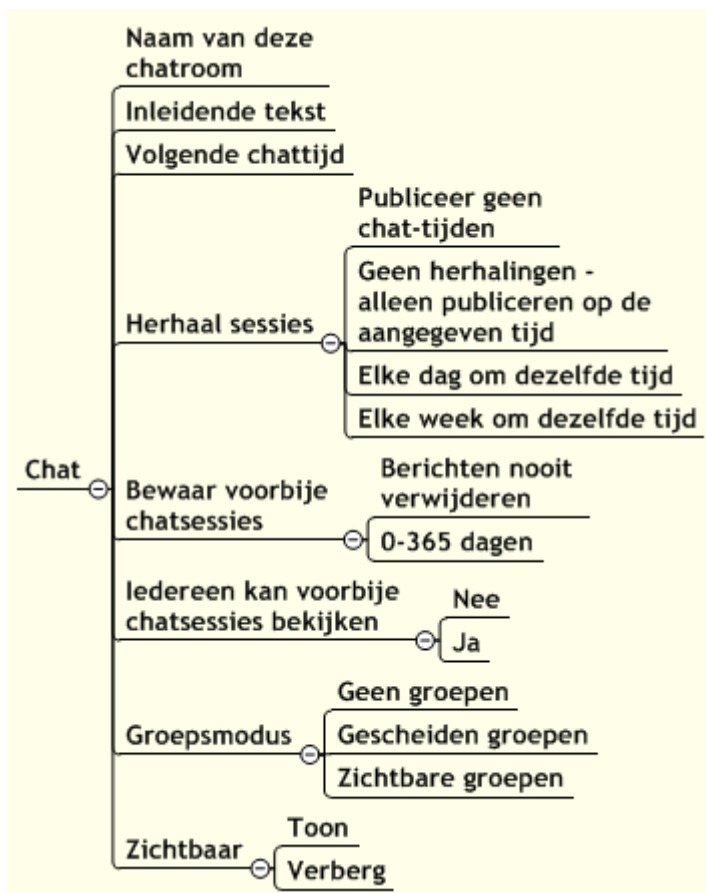 Naam van deze
chatroom
Inleidende tekst
Volgende chattijd
Publiceer geen
chat-tijden
Geen herhalingen -
alleen publiceren op de
aangegeven tijd
Herhaal sessies
Elke dag om dezelfde tijd
Elke week om dezelfde tijd
Chat
Bewaar voorbije
chatsessies
Berichten nooit
verwijderen
0-365 dagen
Iedereen kan voorbije
chatsessies bekijken
Nee
Ja
Groepsmodus
Geen groepen
Gescheiden groepen
Zichtbare groepen
Zichtbaar
Toon
Verberg